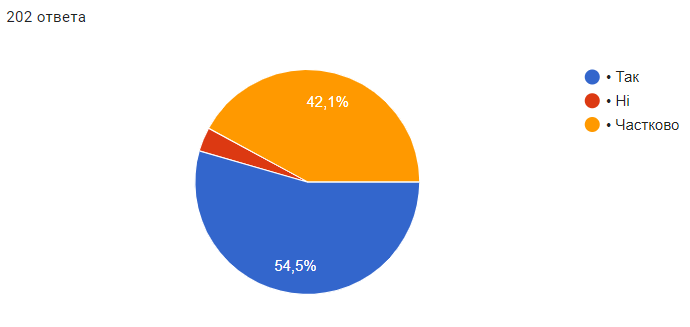 202 ответа
• Так
• Ні
• Частково
42,1%
54,5%